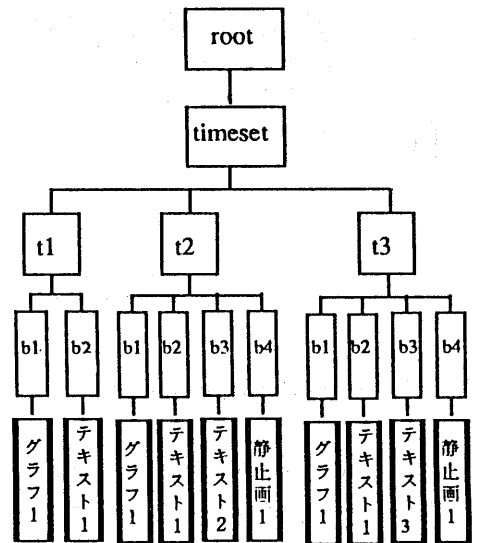 root
timeset
t1
t2
t3
b1
b2
b1
b2
b3
b4
b1
b2
b3
b4
グラフ1
テキスト1
グラフ1
テキスト1
テキスト2
静止画1
グラフ1
テキスト1
テキスト3
静止画1